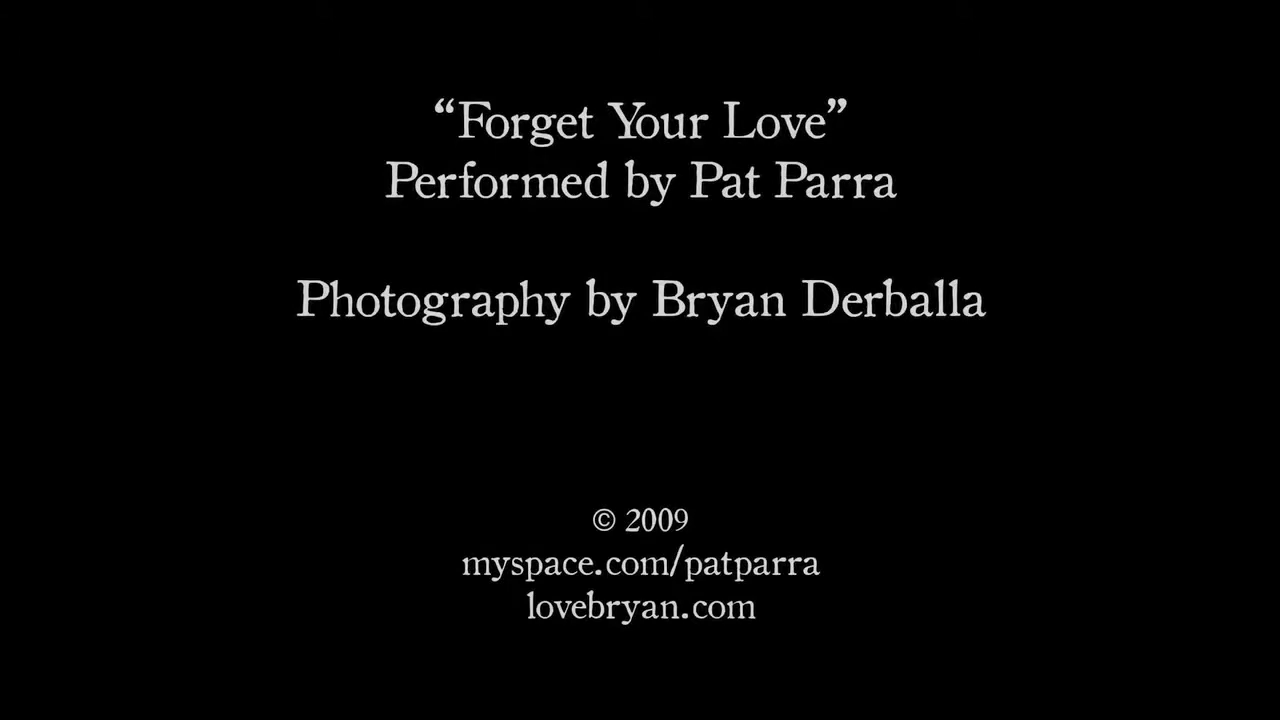 “Forget Your Love”
Performed by Pat Parra
Photography by Bryan Derballa
© 2009
myspace.com/patparra
lovebryan.com